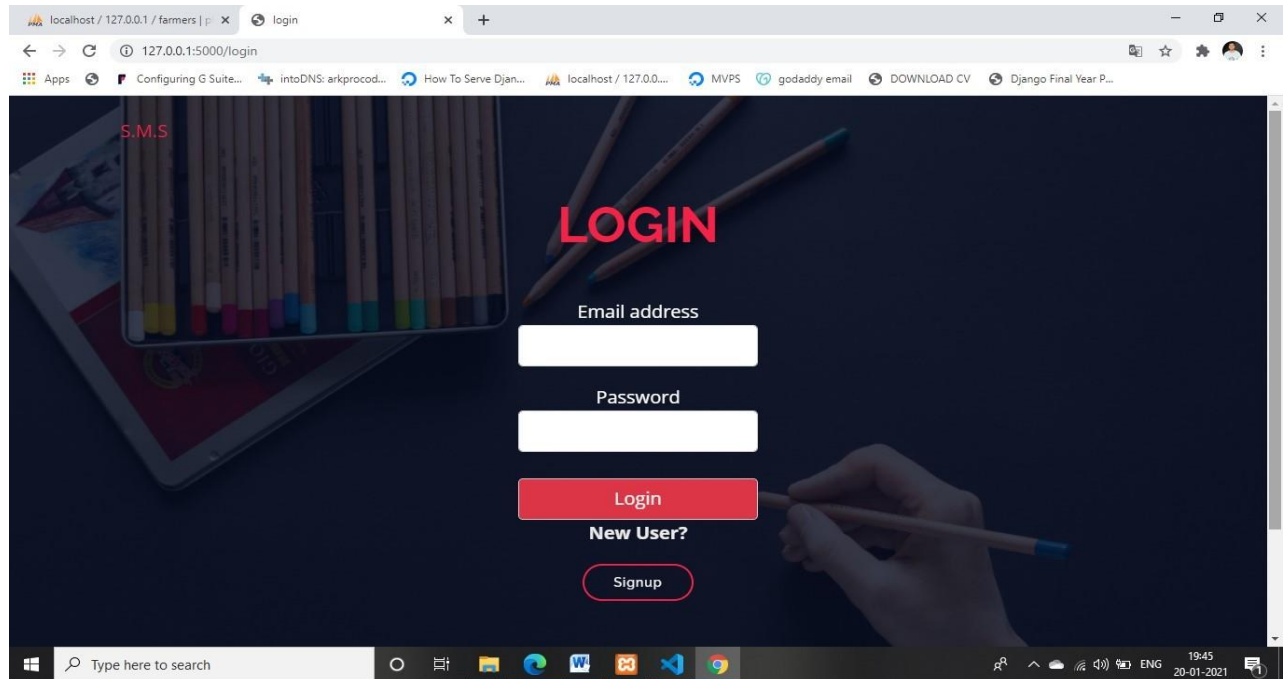 localhost / 127.0.0.1 / farmers | p
login
127.0.0.1:5000/login
Apps
Configuring G Suite...
intoDNS: arkprocod...
How To Serve Djan...
localhost / 127.0.0....
MVPS
godaddy email
DOWNLOAD CV
Django Final Year P...
S.M.S
LOGIN
Email address
Password
Login
New User?
Signup
Type here to search
ENG
19:45
20-01-2021